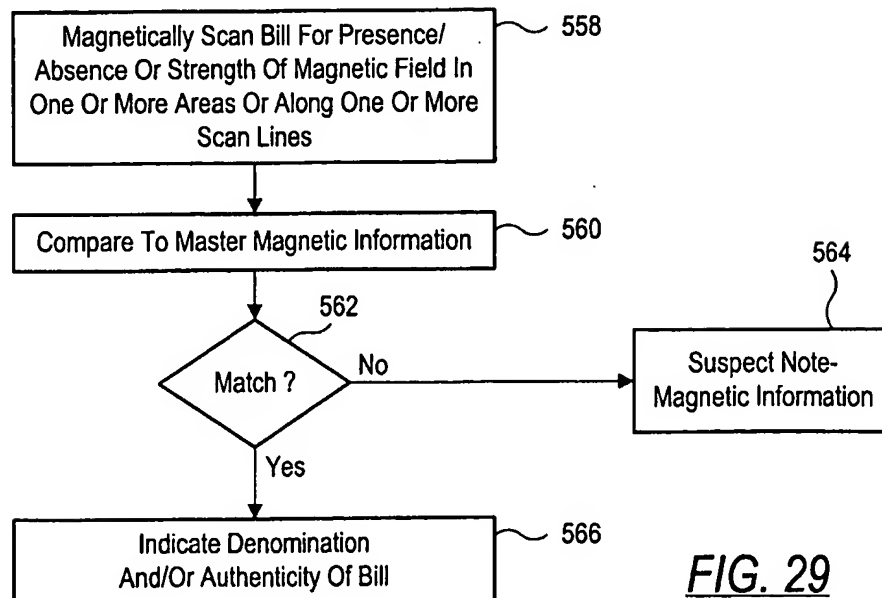 Magnetically Scan Bill For Presence/
Absence Or Strength Of Magnetic Field In
One Or More Areas Or Along One Or More
Scan Lines
558
Compare To Master Magnetic Information
560
562
Match ?
No
564
Suspect Note-
Magnetic Information
Yes
Indicate Denomination
And/Or Authenticity Of Bill
566
FIG. 29